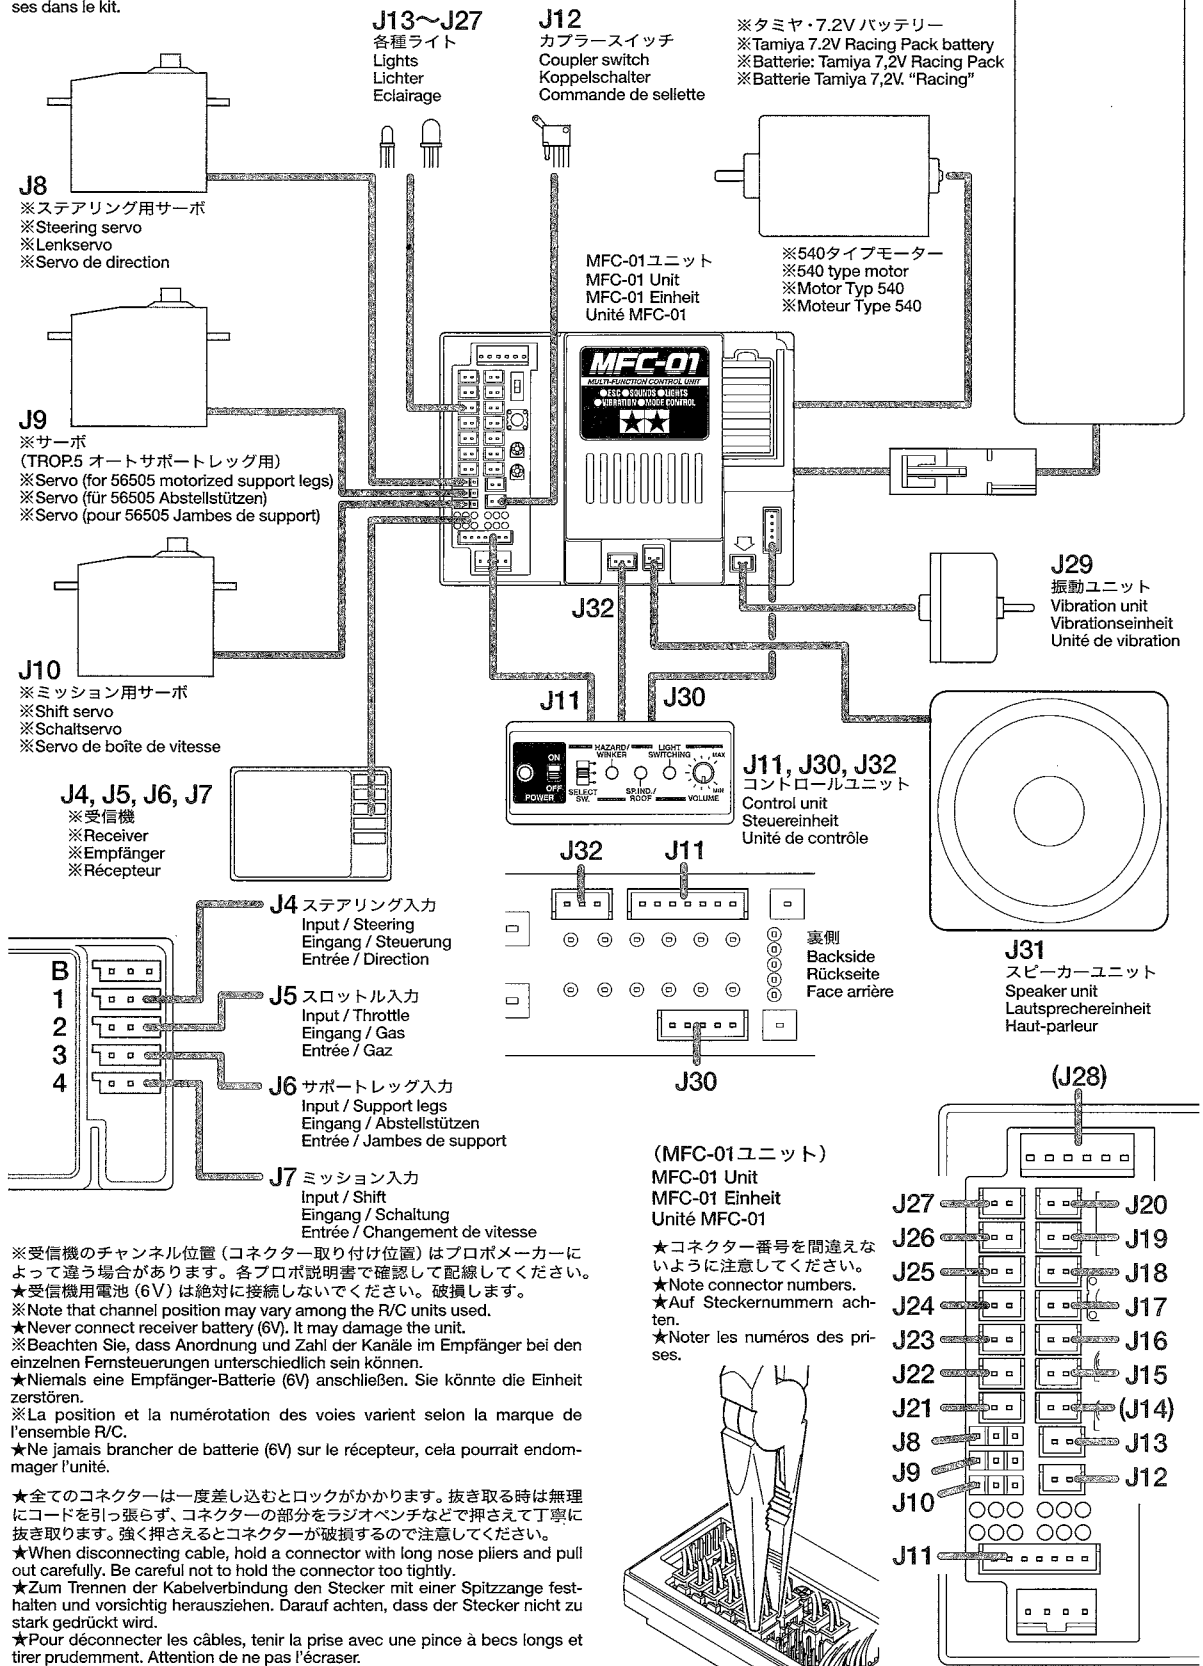 ses dans le kit.
J13〜J27
各種ライト
Lights
Lichter
Eclairage
J12
カプラースイッチ
Coupler switch
Koppelschalter
Commande de sellette
※タミヤ・7.2V バッテリー
※Tamiya 7.2V Racing Pack battery
※Batterie: Tamiya 7,2V Racing Pack
※Batterie Tamiya 7,2V. “Racing”
J8
※ステアリング用サーボ
※Steering servo
※Lenkservo
※Servo de direction
MFC-01ユニット
MFC-01 Unit
MFC-01 Einheit
Unité MFC-01
※540タイプモーター
※540 type motor
※Motor Typ 540
※Moteur Type 540
MFC-01
MULTI-FUNCTION CONTROL UNIT
●ESC ●SOUNDS ●LIGHTS
●VIBRATION ●MODE CONTROL
J9
※サーボ
（TROP.5 オートサポートレッグ用）
※Servo (for 56505 motorized support legs)
※Servo (für 56505 Abstellstützen)
※Servo (pour 56505 Jambes de support)
J29
振動ユニット
Vibration unit
Vibrationseinheit
Unité de vibration
J32
J10
※ミッション用サーボ
※Shift servo
※Schaltservo
※Servo de boîte de vitesse
J11
J30
HAZARD/
WINKER
LIGHT
SWITCHING
MAX
ON
OFF
POWER
SELECT
SW.
SP.IND./
ROOF
VOLUME
MIN
J11, J30, J32
コントロールユニット
Control unit
Steuereinheit
Unité de contrôle
J4, J5, J6, J7
※受信機
※Receiver
※Empfänger
※Récepteur
J32
J11
裏側
Backside
Rückseite
Face arrière
J30
J31
スピーカーユニット
Speaker unit
Lautsprechereinheit
Haut-parleur
B
1
2
3
4
J4 ステアリング入力
Input / Steering
Eingang / Steuerung
Entrée / Direction
J5 スロットル入力
Input / Throttle
Eingang / Gas
Entrée / Gaz
J6 サポートレッグ入力
Input / Support legs
Eingang / Abstellstützen
Entrée / Jambes de support
J7 ミッション入力
Input / Shift
Eingang / Schaltung
Entrée / Changement de vitesse
※受信機のチャンネル位置（コネクター取り付け位置）はプロポメーカーに
よって違う場合があります。各プロポ説明書で確認して配線してください。
★受信機用電池（6V）は絶対に接続しないでください。破損します。
※Note that channel position may vary among the R/C units used.
★Never connect receiver battery (6V). It may damage the unit.
※Beachten Sie, dass Anordnung und Zahl der Kanäle im Empfänger bei den
einzelnen Fernsteuerungen unterschiedlich sein können.
★Niemals eine Empfänger-Batterie (6V) anschließen. Sie könnte die Einheit
zerstören.
※La position et la numérotation des voies varient selon la marque de
l'ensemble R/C.
★Ne jamais brancher de batterie (6V) sur le récepteur, cela pourrait endom-
mager l'unité.
★全てのコネクターは一度差し込むとロックがかかります。抜き取る時は無理
にコードを引っ張らず、コネクターの部分をラジオペンチなどで押さえて丁寧に
抜き取ります。強く押さえるとコネクターが破損するので注意してください。
★When disconnecting cable, hold a connector with long nose pliers and pull
out carefully. Be careful not to hold the connector too tightly.
★Zum Trennen der Kabelverbindung den Stecker mit einer Spitzzange fest-
halten und vorsichtig herausziehen. Darauf achten, dass der Stecker nicht zu
stark gedrückt wird.
★Pour déconnecter les câbles, tenir la prise avec une pince à becs longs et
tirer prudemment. Attention de ne pas l'écraser.
（MFC-01ユニット）
MFC-01 Unit
MFC-01 Einheit
Unité MFC-01
★コネクター番号を間違えな
いように注意してください。
★Note connector numbers.
★Auf Steckernummern ach-
ten.
★Noter les numéros des pri-
ses.
(J28)
J27
J20
J26
J19
J25
J18
J24
J17
J23
J16
J22
J15
J21
(J14)
J8
J13
J9
J12
J10
J11